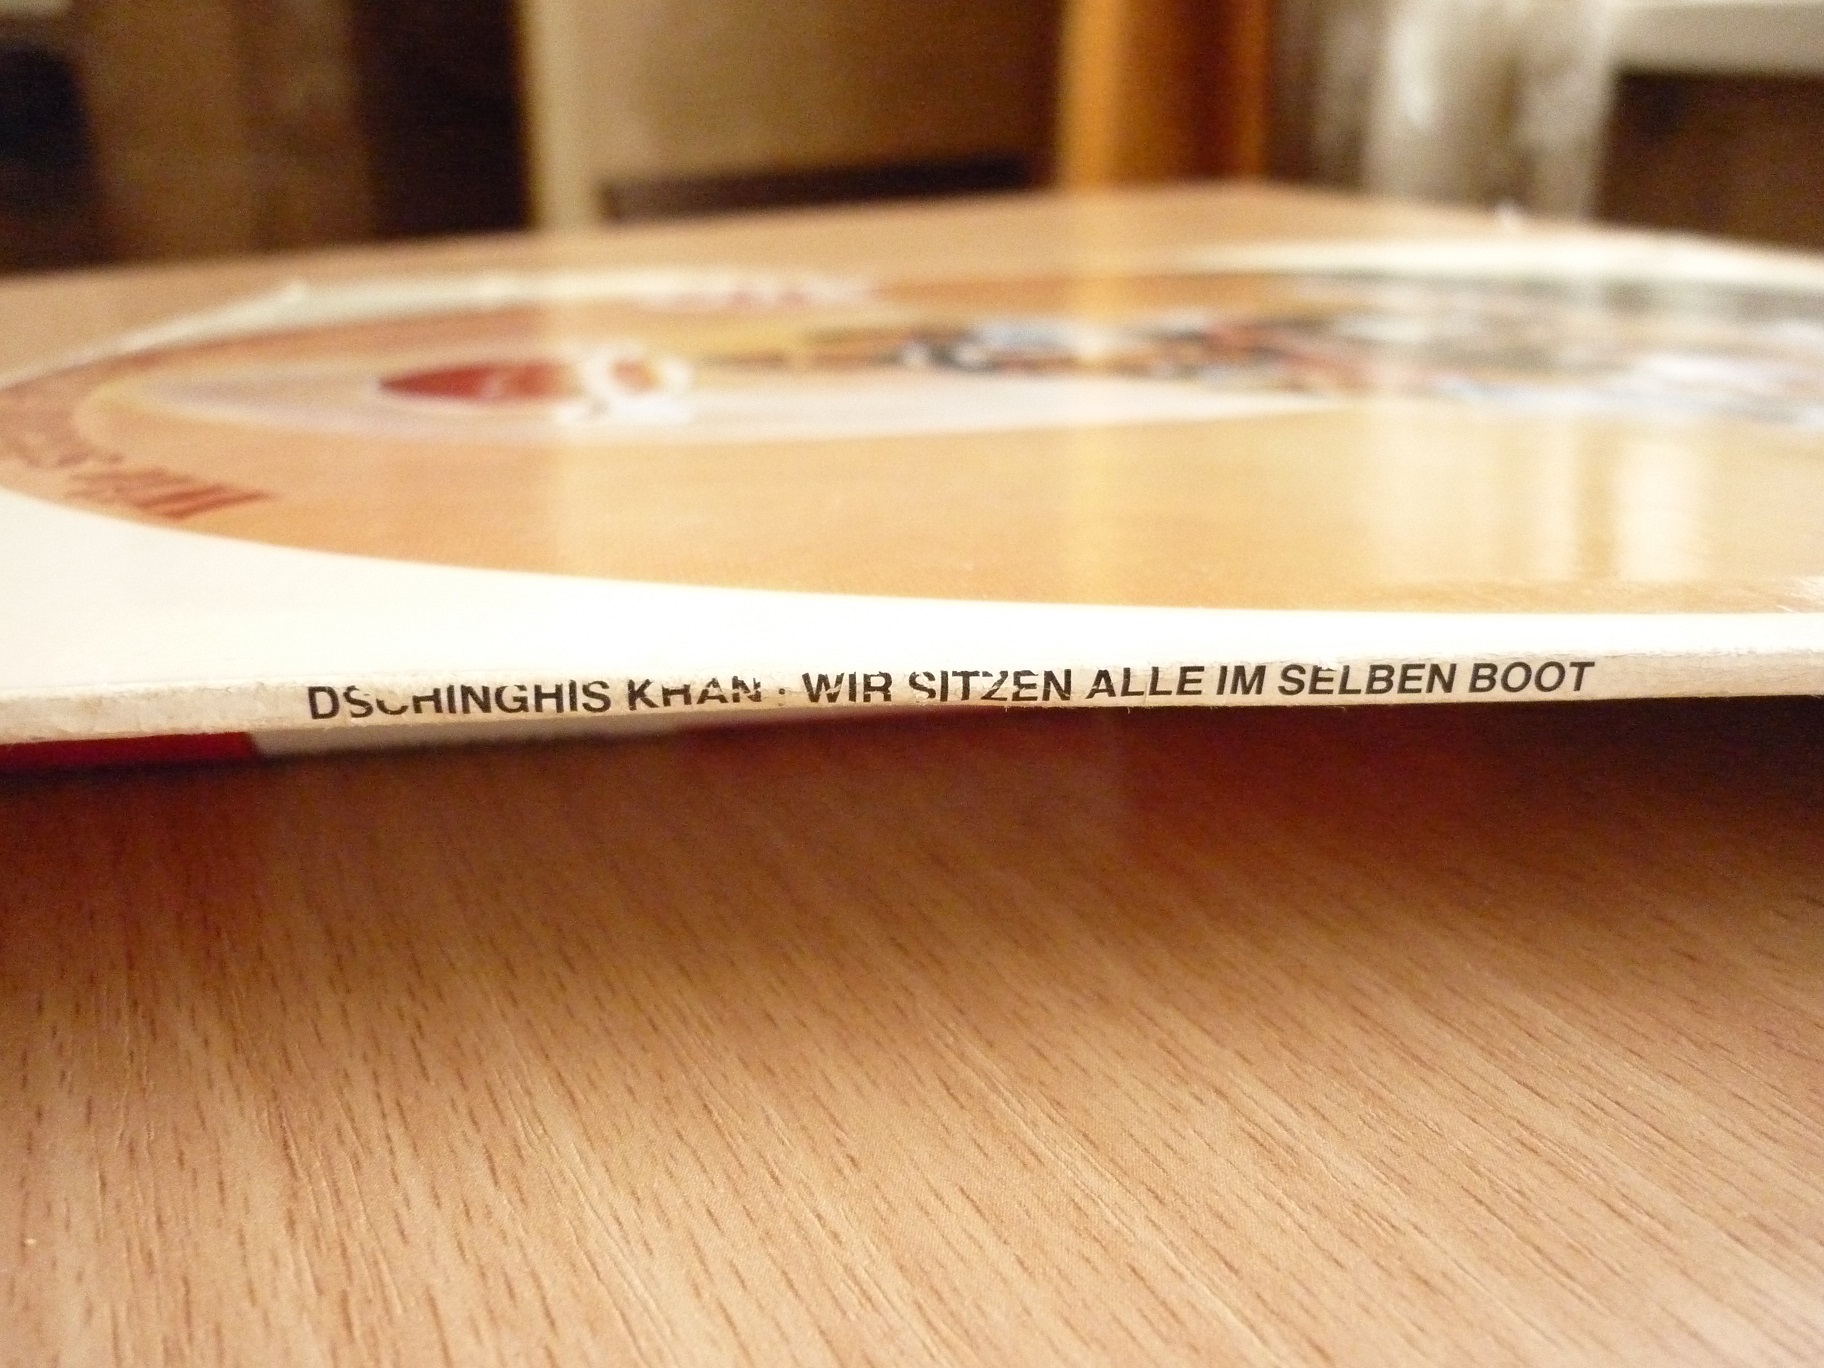 DSCHINGHIS KHAN · WIR SITZEN ALLE IM SELBEN BOOT